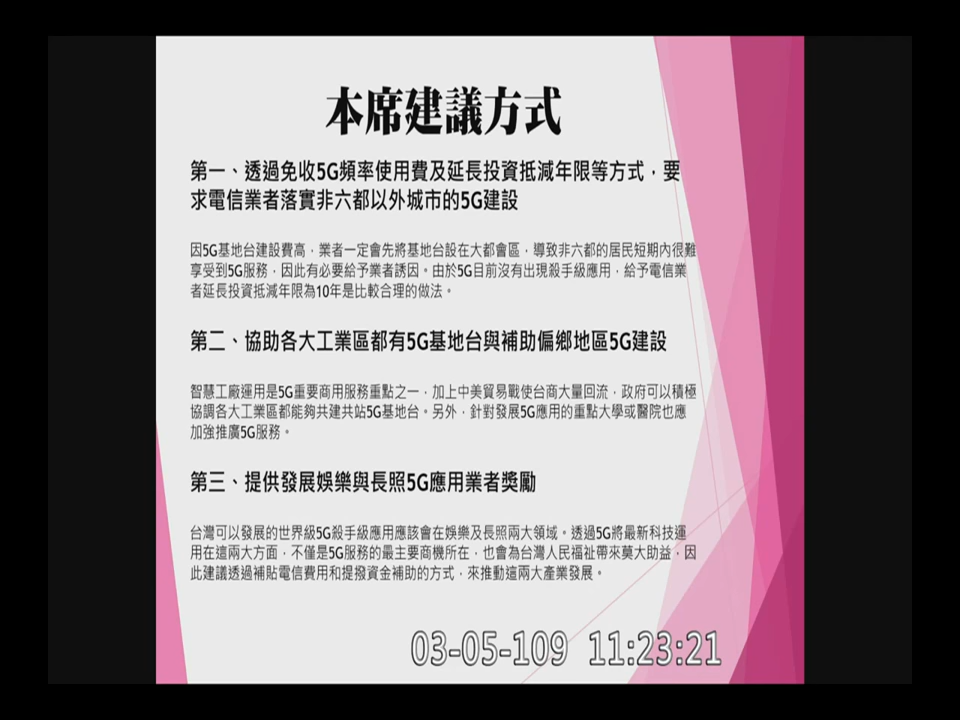 本席建議方式
第一、透過免收5G頻率使用費及延長投資抵減年限等方式，要
求電信業者落實非六都以外城市的5G建設
因5G基地台建設費高，業者一定會先將基地台設在大都會區，導致非六都的居民短期內很難
享受到5G服務，因此有必要給予業者誘因。由於5G目前沒有出現殺手級應用，給予電信業
者延長投資抵減年限為10年是比較合理的做法。
第二、協助各大工業區都有5G基地台與補助偏鄉地區5G建設
智慧工廠運用是5G重要商用服務重點之一，加上中美貿易戰使台商大量回流，政府可以積極
協調各大工業區都能夠共建共站5G基地台。另外，針對發展5G應用的重點大學或醫院也應
加強推廣5G服務。
第三、提供發展娛樂與長照5G應用業者獎勵
台灣可以發展的世界級5G殺手級應用應該會在娛樂及長照兩大領域。透過5G將最新科技運
用在這兩大方面，不僅是5G服務的最主要商機所在，也會為台灣人民福祉帶來莫大助益，因
此建議透過補貼電信費用和提撥資金補助的方式，來推動這兩大產業發展。
03-05-109 11:23:21